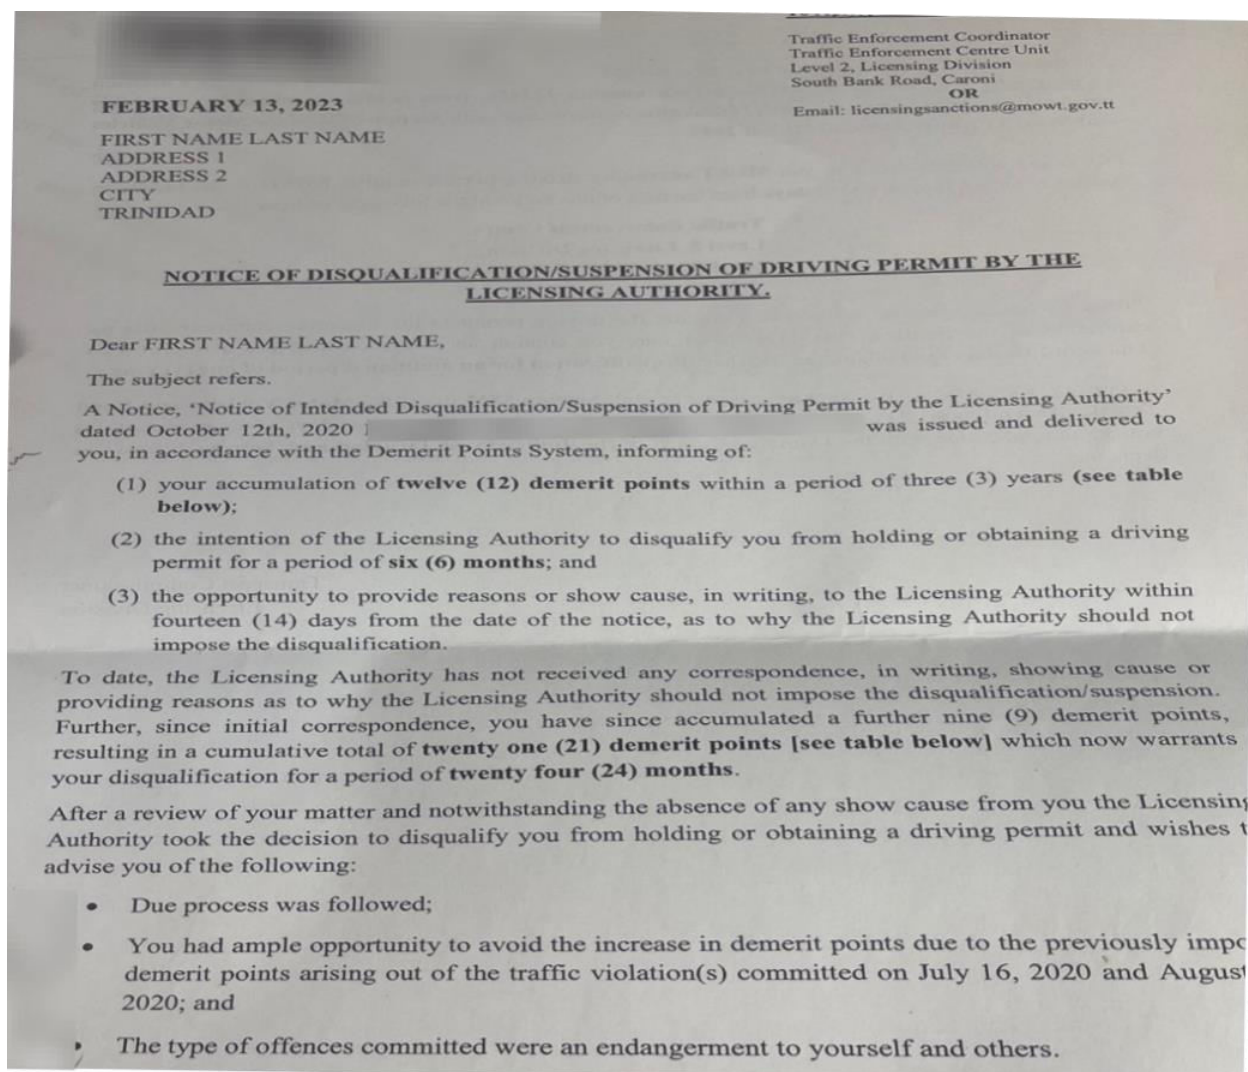 Traffic Enforcement Coordinator
Traffic Enforcement Centre Unit
Level 2, Licensing Division
South Bank Road, Caroni
OR
Email: licensingsanctions@mowt.gov.tt
FEBRUARY 13, 2023
FIRST NAME LAST NAME
ADDRESS 1
ADDRESS 2
CITY
TRINIDAD
NOTICE OF DISQUALIFICATION/SUSPENSION OF DRIVING PERMIT BY THE
LICENSING AUTHORITY.
Dear FIRST NAME LAST NAME,
The subject refers.
A Notice, 'Notice of Intended Disqualification/Suspension of Driving Permit by the Licensing Authority'
dated October 12th, 2020 was issued and delivered to
you, in accordance with the Demerit Points System, informing of:
(1) your accumulation of twelve (12) demerit points within a period of three (3) years (see table
below);
(2) the intention of the Licensing Authority to disqualify you from holding or obtaining a driving
permit for a period of six (6) months; and
(3) the opportunity to provide reasons or show cause, in writing, to the Licensing Authority within
fourteen (14) days from the date of the notice, as to why the Licensing Authority should not
impose the disqualification.
To date, the Licensing Authority has not received any correspondence, in writing, showing cause or
providing reasons as to why the Licensing Authority should not impose the disqualification/suspension.
Further, since initial correspondence, you have since accumulated a further nine (9) demerit points,
resulting in a cumulative total of twenty one (21) demerit points [see table below] which now warrants
your disqualification for a period of twenty four (24) months.
After a review of your matter and notwithstanding the absence of any show cause from you the Licensing
Authority took the decision to disqualify you from holding or obtaining a driving permit and wishes t
advise you of the following:
• Due process was followed;
• You had ample opportunity to avoid the increase in demerit points due to the previously impo
demerit points arising out of the traffic violation(s) committed on July 16, 2020 and August
2020; and
• The type of offences committed were an endangerment to yourself and others.